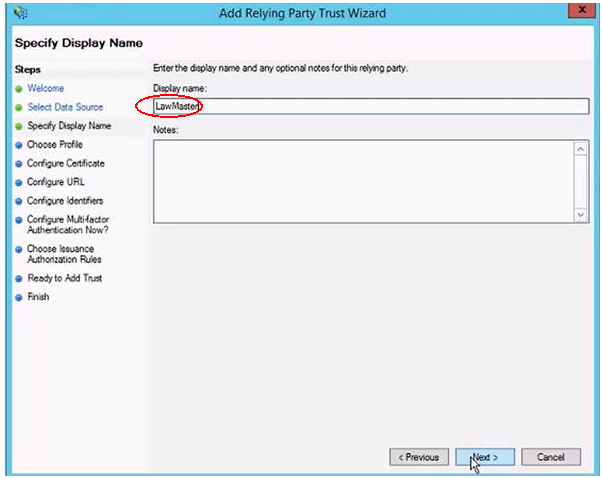 Add Relying Party Trust Wizard
x
Specify Display Name
Steps
Welcome
Select Data Source
Specify Display Name
Choose Profile
Configure Certificate
Configure URL
Configure Identifiers
Configure Multi-factor
Authentication Now?
Choose Issuance
Authorization Rules
Ready to Add Trust
Finish
Enter the display name and any optional notes for this relying party.
Display name:
LawMaster
Notes:
< Previous
Next >
Cancel